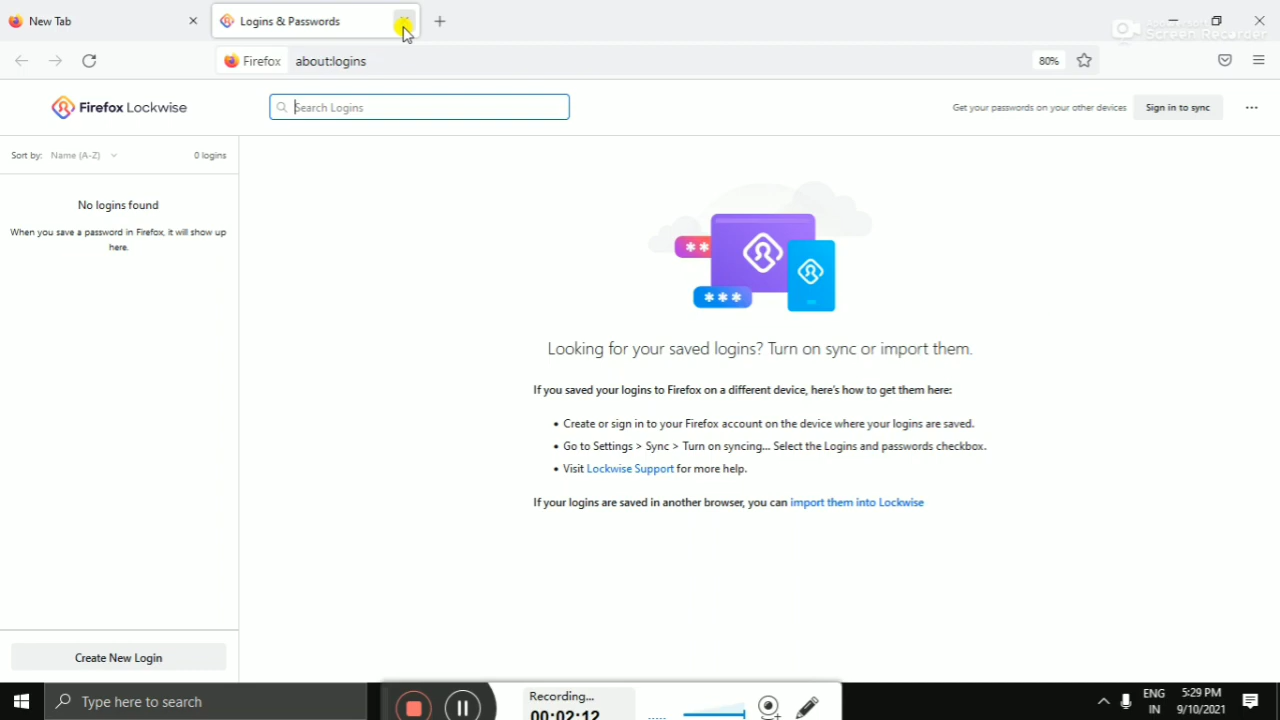 New Tab
Logins & Passwords
Screen Recorder
Firefox
about:logins
80%
Firefox Lockwise
Search Logins
Get your passwords on your other devices
Sign in to sync
Sort by: Name (A-Z)
0 logins
No logins found
When you save a password in Firefox, it will show up
here.
***
***
Looking for your saved logins? Turn on sync or import them.
If you saved your logins to Firefox on a different device, here's how to get them here:
• Create or sign in to your Firefox account on the device where your logins are saved.
• Go to Settings > Sync > Turn on syncing... Select the Logins and passwords checkbox.
• Visit Lockwise Support for more help.
If your logins are saved in another browser, you can import them into Lockwise
Create New Login
Type here to search
Recording...
00:02:12
ENG
IN
5:29 PM
9/10/2021